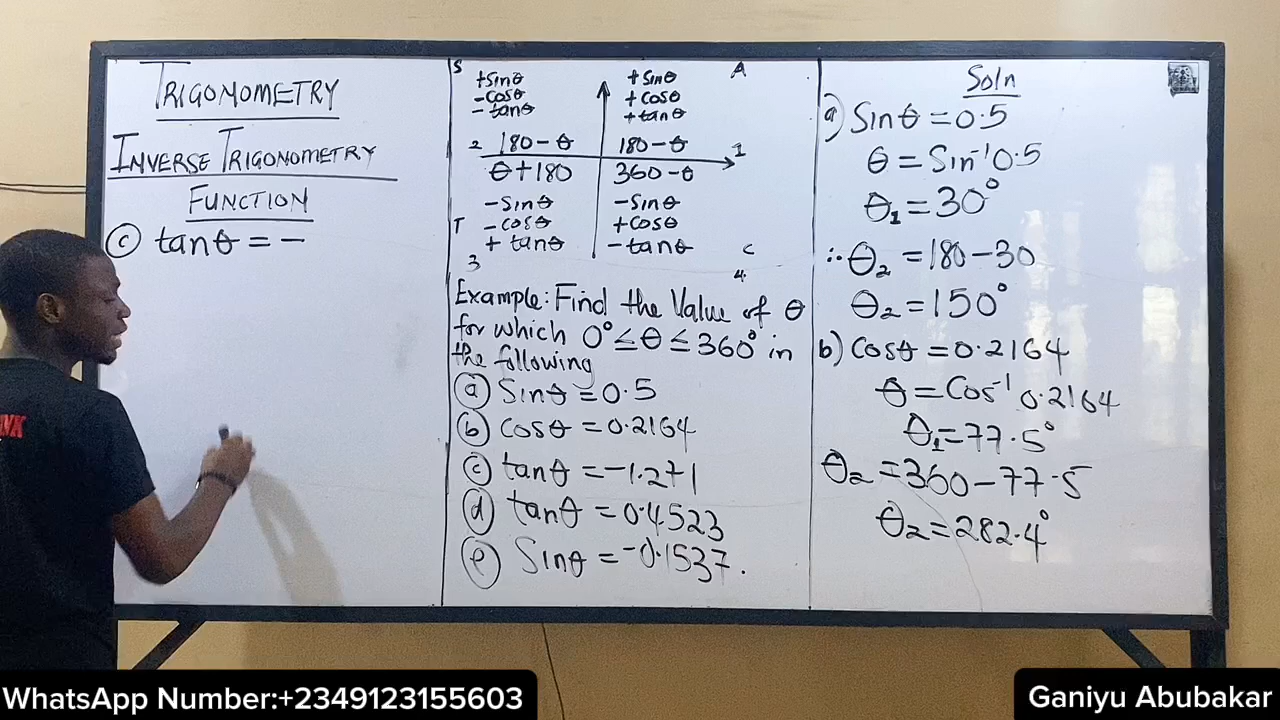 TRIGONOMETRY
INVERSE TRIGONOMETRY
FUNCTION
(c) tanθ = −
S
+Sinθ
-cosθ
-tanθ
2 180-θ
+Sinθ
+cosθ
+tanθ
A
180-θ 1
θ+180
-Sinθ
T -cosθ
+tanθ
3
360-θ
-Sinθ
+cosθ
-tanθ C
4.
Example: Find the Value of θ
for which 0° ≤ θ ≤ 360° in
the following
(a) Sinθ = 0.5
(b) cosθ = 0.2164
(c) tanθ = -1.271
(d) tanθ = 0.4523
(e) Sinθ = -0.1537.
Soln
a) Sinθ = 0.5
θ = Sin⁻¹ 0.5
θ₁ = 30°
∴ θ₂ = 180-30
θ₂ = 150°
b) cosθ = 0.2164
θ = Cos⁻¹ 0.2164
θ₁ = 77.5°
θ₂ = 360-77.5
θ₂ = 282.4°
WhatsApp Number:+2349123155603
Ganiyu Abubakar